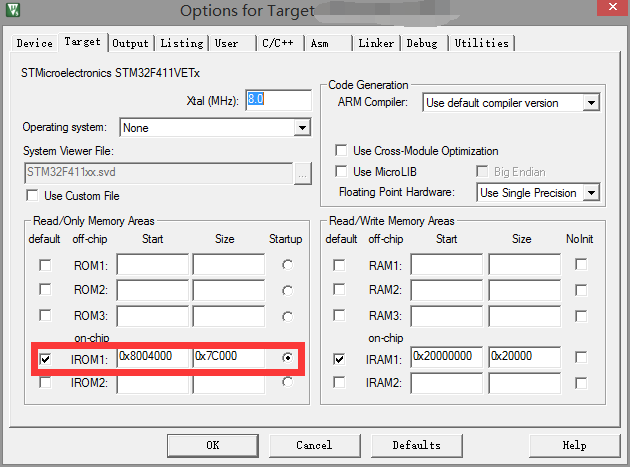 Options for Target
Device Target Output Listing User C/C++ Asm Linker Debug Utilities
STMicroelectronics STM32F411VETx
Xtal (MHz): 8.0
Operating system: None
System Viewer File:
STM32F411xx.svd ...
Use Custom File
Code Generation
ARM Compiler: Use default compiler version
Use Cross-Module Optimization
Use MicroLIB Big Endian
Floating Point Hardware: Use Single Precision
Read/Only Memory Areas
default off-chip Start Size Startup
ROM1:
ROM2:
ROM3:
on-chip
IROM1: 0x8004000 0x7C000
IROM2:
Read/Write Memory Areas
default off-chip Start Size NoInit
RAM1:
RAM2:
RAM3:
on-chip
IRAM1: 0x20000000 0x20000
IRAM2:
OK Cancel Defaults Help